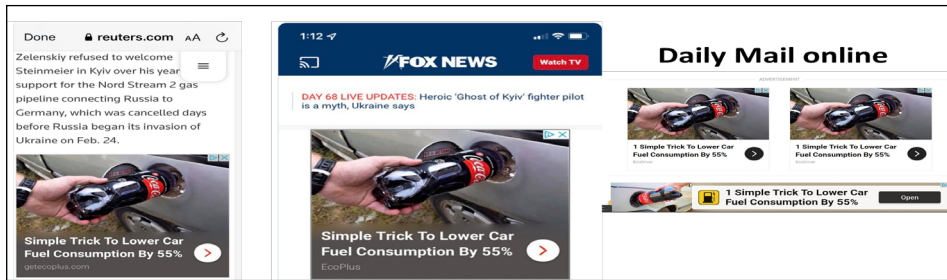 Done reuters.com AA
Zelenskiy refused to welcome
Steinmeier in Kyiv over his year
support for the Nord Stream 2 gas
pipeline connecting Russia to
Germany, which was cancelled days
before Russia began its invasion of
Ukraine on Feb. 24.
Simple Trick To Lower Car
Fuel Consumption By 55%
getecoplus.com
1:12
FOX NEWS Watch TV
DAY 68 LIVE UPDATES: Heroic 'Ghost of Kyiv' fighter pilot
is a myth, Ukraine says
Simple Trick To Lower Car
Fuel Consumption By 55%
EcoPlus
Daily Mail online
ADVERTISEMENT
1 Simple Trick To Lower Car
Fuel Consumption By 55%
1 Simple Trick To Lower Car
Fuel Consumption By 55%
1 Simple Trick To Lower Car
Fuel Consumption By 55%
Open